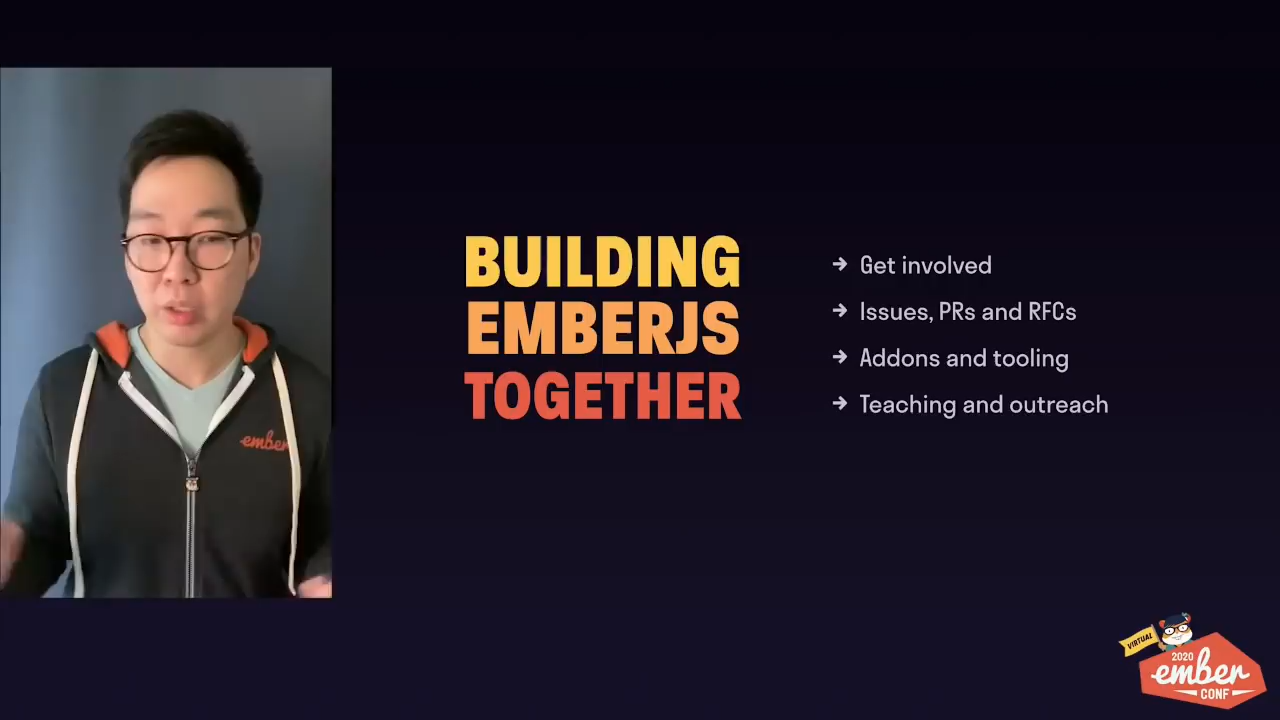 BUILDING
EMBERJS
TOGETHER
→ Get involved
→ Issues, PRs and RFCs
→ Addons and tooling
→ Teaching and outreach
ember
VIRTUAL
2020
ember
CONF